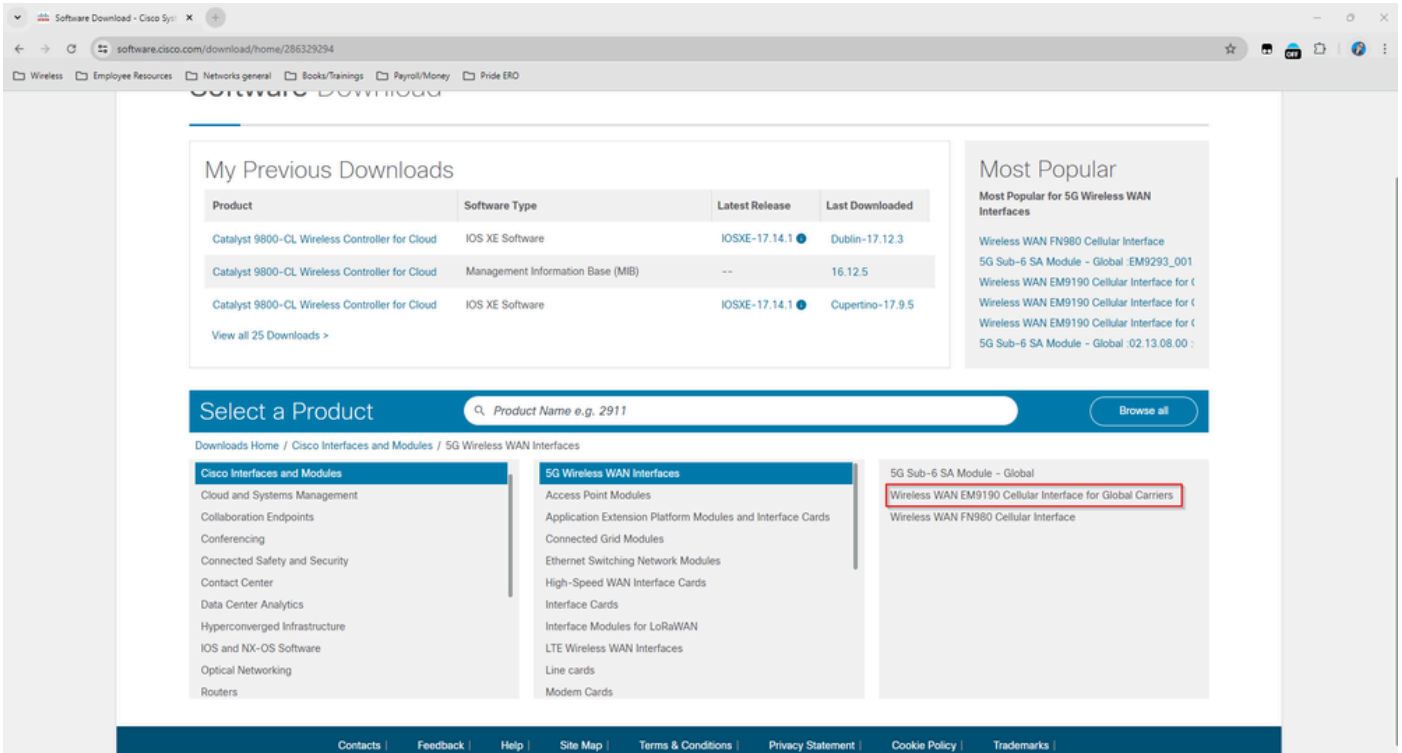 Software Download - Cisco Syst
software.cisco.com/download/home/286329294
OFF
Wireless
Employee Resources
Networks general
Books/Trainings
Payroll/Money
Pride ERO
Software Download
My Previous Downloads
Product Software Type Latest Release Last Downloaded
Catalyst 9800-CL Wireless Controller for Cloud IOS XE Software IOSXE-17.14.1 Dublin-17.12.3
Catalyst 9800-CL Wireless Controller for Cloud Management Information Base (MIB) -- 16.12.5
Catalyst 9800-CL Wireless Controller for Cloud IOS XE Software IOSXE-17.14.1 Cupertino-17.9.5
View all 25 Downloads >
Most Popular
Most Popular for 5G Wireless WAN
Interfaces
Wireless WAN FN980 Cellular Interface
5G Sub-6 SA Module - Global :EM9293_001
Wireless WAN EM9190 Cellular Interface for (
Wireless WAN EM9190 Cellular Interface for (
Wireless WAN EM9190 Cellular Interface for (
5G Sub-6 SA Module - Global :02.13.08.00 :
Select a Product
Product Name e.g. 2911
Browse all
Downloads Home / Cisco Interfaces and Modules / 5G Wireless WAN Interfaces
Cisco Interfaces and Modules
Cloud and Systems Management
Collaboration Endpoints
Conferencing
Connected Safety and Security
Contact Center
Data Center Analytics
Hyperconverged Infrastructure
IOS and NX-OS Software
Optical Networking
Routers
5G Wireless WAN Interfaces
Access Point Modules
Application Extension Platform Modules and Interface Cards
Connected Grid Modules
Ethernet Switching Network Modules
High-Speed WAN Interface Cards
Interface Cards
Interface Modules for LoRaWAN
LTE Wireless WAN Interfaces
Line cards
Modem Cards
5G Sub-6 SA Module - Global
Wireless WAN EM9190 Cellular Interface for Global Carriers
Wireless WAN FN980 Cellular Interface
Contacts | Feedback | Help | Site Map | Terms & Conditions | Privacy Statement | Cookie Policy | Trademarks |